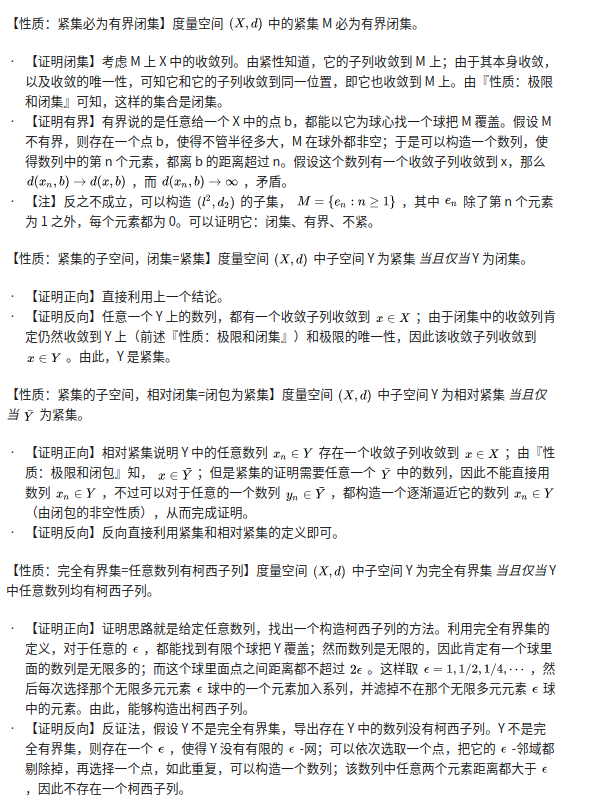 【性质：紧集必为有界闭集】度量空间 (X, d) 中的紧集 M 必为有界闭集。
· 【证明闭集】考虑 M 上 X 中的收敛列。由紧性知道，它的子列收敛到 M 上；由于其本身收敛，
以及收敛的唯一性，可知它和它的子列收敛到同一位置，即它也收敛到 M 上。由『性质：极限
和闭集』可知，这样的集合是闭集。
· 【证明有界】有界说的是任意给一个 X 中的点 b，都能以它为球心找一个球把 M 覆盖。假设 M
不有界，则存在一个点 b，使得不管半径多大，M 在球外都非空；于是可以构造一个数列，使
得数列中的第 n 个元素，都离 b 的距离超过 n。假设这个数列有一个收敛子列收敛到 x，那么
d(xₙ, b) → d(x, b) ，而 d(xₙ, b) → ∞ ，矛盾。
· 【注】反之不成立，可以构造 (l², d₂) 的子集， M = {eₙ : n ≥ 1} ，其中 eₙ 除了第 n 个元素
为 1 之外，每个元素都为 0。可以证明它：闭集、有界、不紧。
【性质：紧集的子空间，闭集=紧集】度量空间 (X, d) 中子空间 Y 为紧集 当且仅当 Y 为闭集。
· 【证明正向】直接利用上一个结论。
· 【证明反向】任意一个 Y 上的数列，都有一个收敛子列收敛到 x ∈ X ；由于闭集中的收敛列肯
定仍然收敛到 Y 上（前述『性质：极限和闭集』）和极限的唯一性，因此该收敛子列收敛到
x ∈ Y 。由此，Y 是紧集。
【性质：紧集的子空间，相对闭集=闭包为紧集】度量空间 (X, d) 中子空间 Y 为相对紧集 当且仅
当 Ȳ 为紧集。
· 【证明正向】相对紧集说明 Y 中的任意数列 xₙ ∈ Y 存在一个收敛子列收敛到 x ∈ X ；由『性
质：极限和闭包』知， x ∈ Ȳ ；但是紧集的证明需要任意一个 Ȳ 中的数列，因此不能直接用
数列 xₙ ∈ Y ，不过可以对于任意的一个数列 yₙ ∈ Ȳ ，都构造一个逐渐逼近它的数列 xₙ ∈ Y
（由闭包的非空性质），从而完成证明。
· 【证明反向】反向直接利用紧集和相对紧集的定义即可。
【性质：完全有界集=任意数列有柯西子列】度量空间 (X, d) 中子空间 Y 为完全有界集 当且仅当 Y
中任意数列均有柯西子列。
· 【证明正向】证明思路就是给定任意数列，找出一个构造柯西子列的方法。利用完全有界集的
定义，对于任意的 ϵ ，都能找到有限个球把 Y 覆盖；然而数列是无限的，因此肯定有一个球里
面的数列是无限多的；而这个球里面点之间距离都不超过 2ϵ 。这样取 ϵ = 1, 1/2, 1/4, ⋯ ，然
后每次选择那个无限多元元素 ϵ 球中的一个元素加入系列，并滤掉不在那个无限多元元素 ϵ 球
中的元素。由此，能够构造出柯西子列。
· 【证明反向】反证法，假设 Y 不是完全有界集，导出存在 Y 中的数列没有柯西子列。Y 不是完
全有界集，则存在一个 ϵ ，使得 Y 没有有限的 ϵ -网；可以依次选取一个点，把它的 ϵ -邻域都
剔除掉，再选择一个点，如此重复，可以构造一个数列；该数列中任意两个元素距离都大于 ϵ
，因此不存在一个柯西子列。